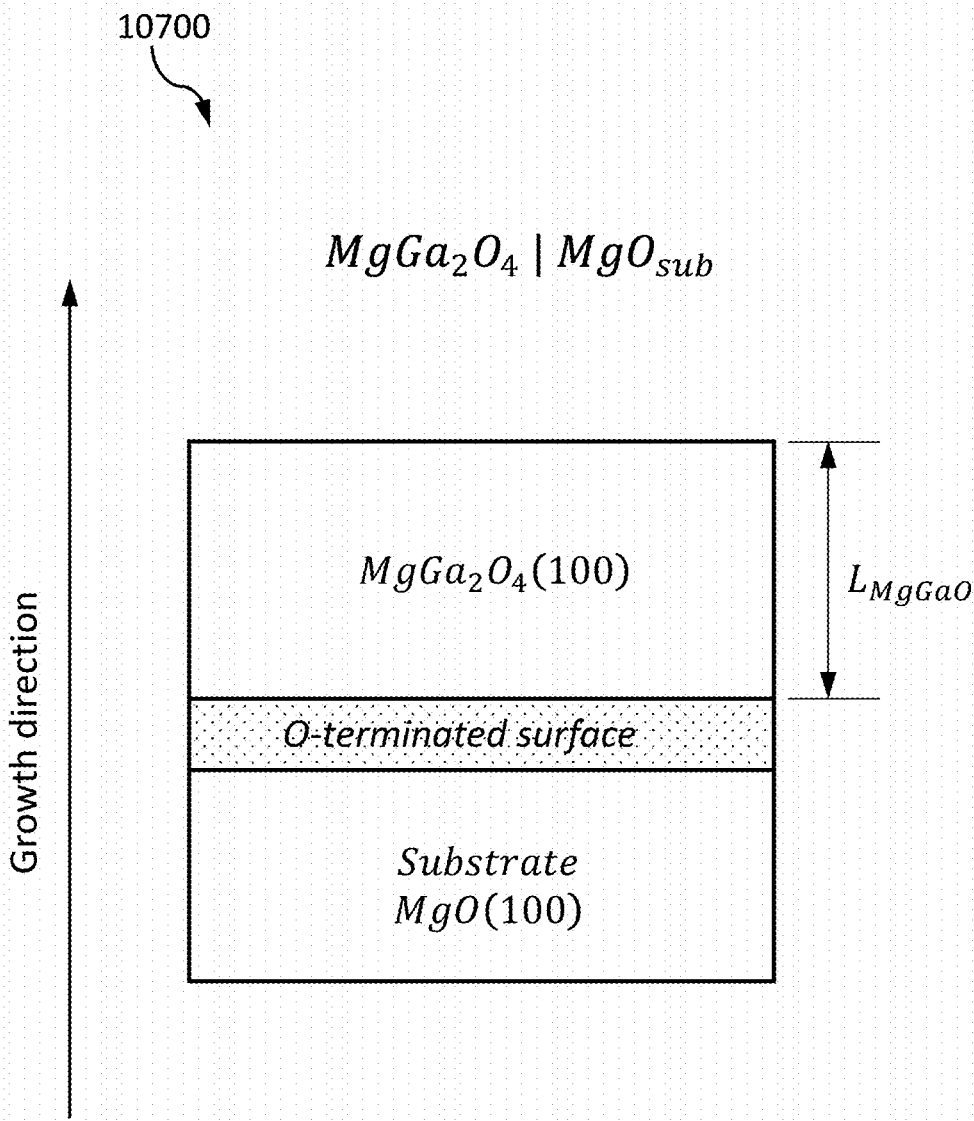 10700
MgGa₂O₄ | MgO_sub
MgGa₂O₄(100)
L_MgGaO
O-terminated surface
Substrate
MgO(100)
Growth direction